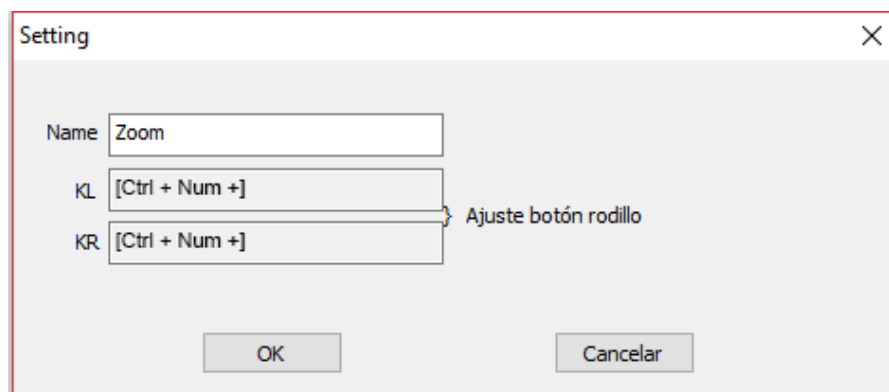 Setting
Name Zoom
KL [Ctrl + Num +]
} Ajuste botón rodillo
KR [Ctrl + Num +]
OK Cancelar